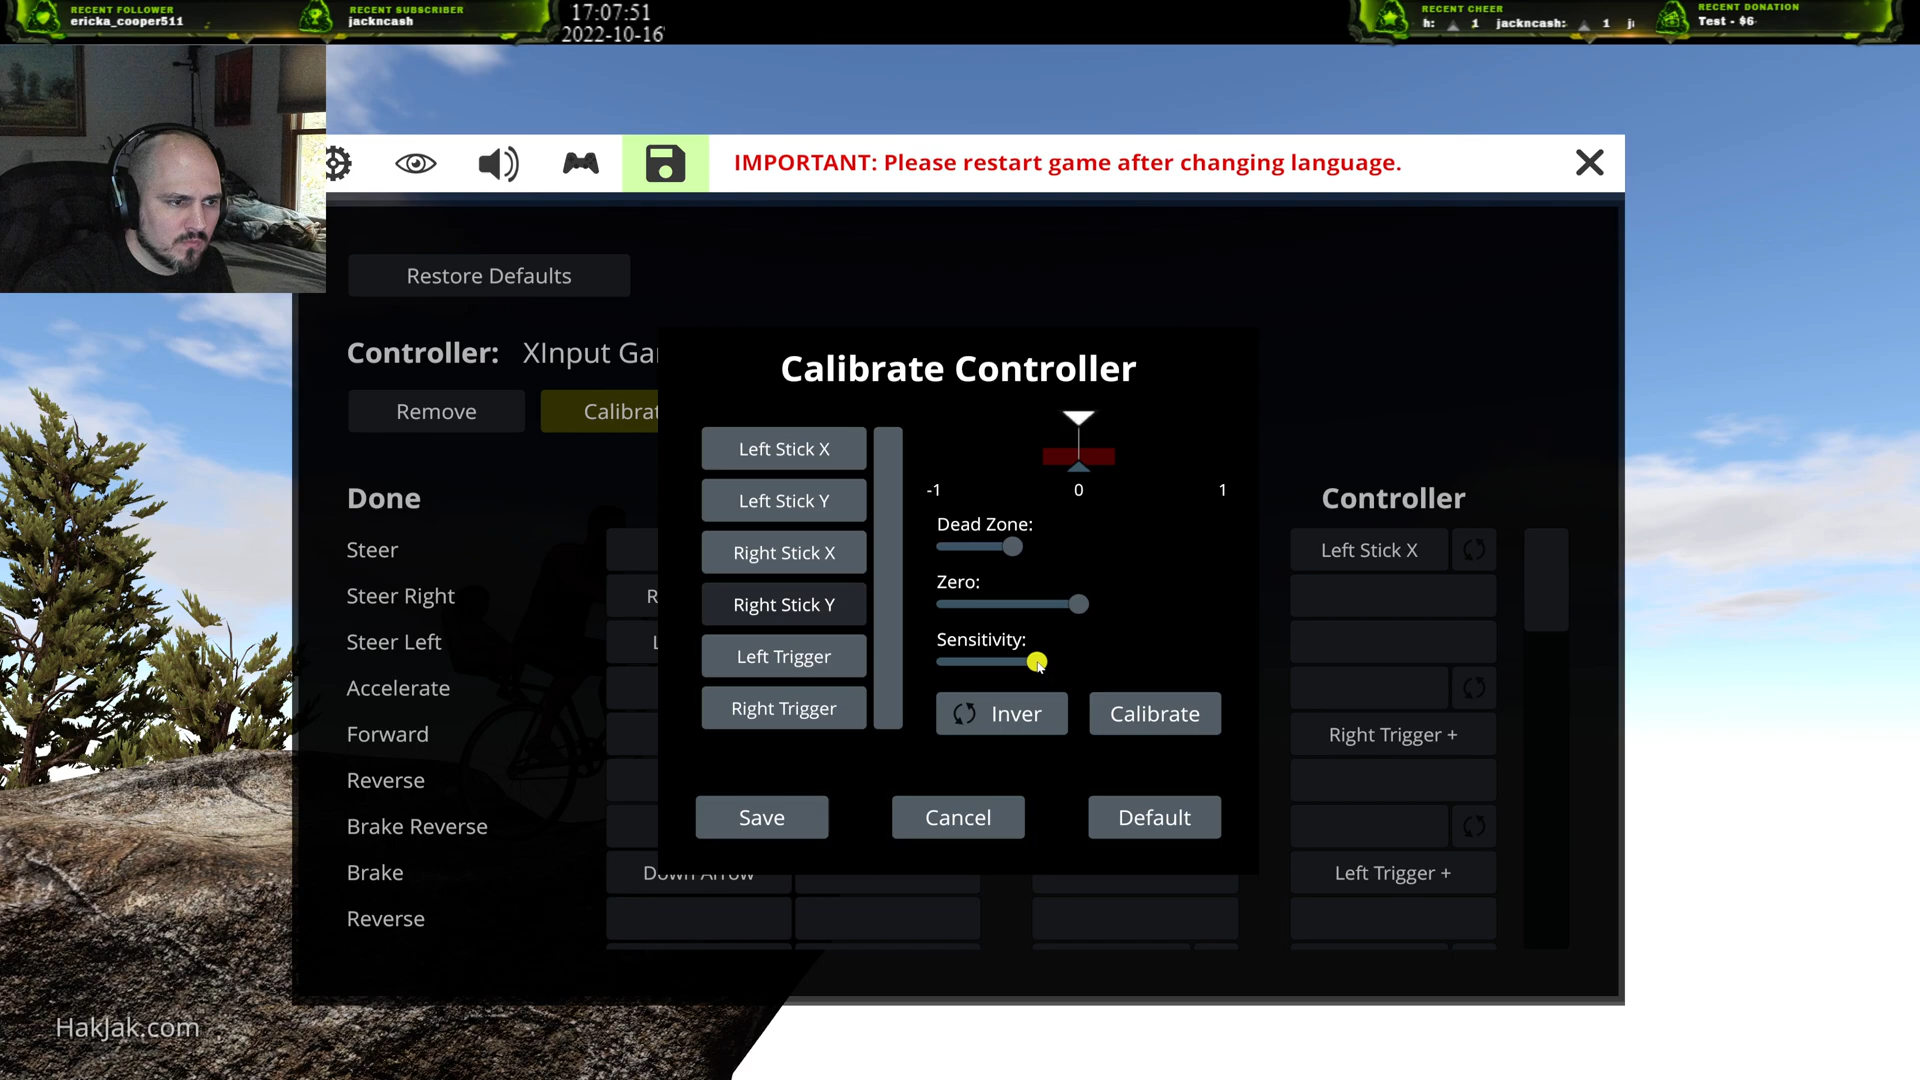 RECENT FOLLOWER
ericka_cooper511
RECENT SUBSCRIBER
jackncash
17:07:51
2022-10-16
RECENT CHEER
h: 1 jackncash: 1
RECENT DONATION
Test - $6
IMPORTANT: Please restart game after changing language.
Restore Defaults
Controller: XInput Ga
Remove
Calibrat
Calibrate Controller
Left Stick X
Left Stick Y
Right Stick X
Right Stick Y
Left Trigger
Right Trigger
-1 0 1
Dead Zone:
Zero:
Sensitivity:
Inver
Calibrate
Save
Cancel
Default
Done
Controller
Steer
Left Stick X
Steer Right
R
Steer Left
L
Accelerate
Forward
Right Trigger +
Reverse
Brake Reverse
Brake
Down Arrow
Left Trigger +
Reverse
HakJak.com